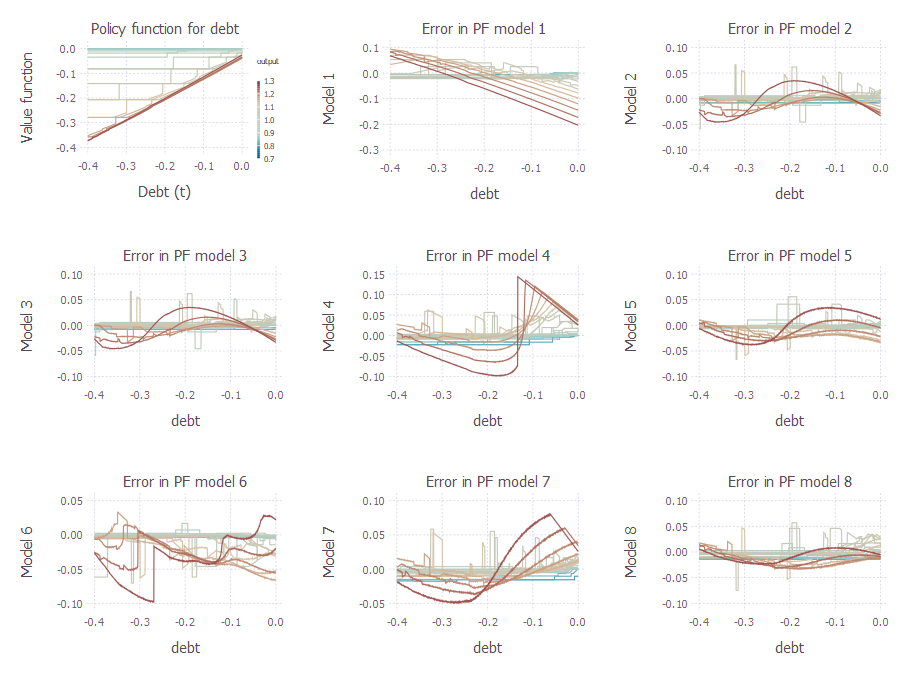 Policy function for debt
Value function
0.0
-0.1
-0.2
-0.3
-0.4
-0.4 -0.3 -0.2 -0.1 0.0
Debt (t)
output
1.3
1.2
1.1
1.0
0.9
0.8
0.7
Error in PF model 1
Model 1
0.1
0.0
-0.1
-0.2
-0.3
-0.4 -0.3 -0.2 -0.1 0.0
debt
Error in PF model 2
Model 2
0.10
0.05
0.00
-0.05
-0.10
-0.4 -0.3 -0.2 -0.1 0.0
debt
Error in PF model 3
Model 3
0.10
0.05
0.00
-0.05
-0.10
-0.4 -0.3 -0.2 -0.1 0.0
debt
Error in PF model 4
Model 4
0.15
0.10
0.05
0.00
-0.05
-0.10
-0.4 -0.3 -0.2 -0.1 0.0
debt
Error in PF model 5
Model 5
0.10
0.05
0.00
-0.05
-0.10
-0.4 -0.3 -0.2 -0.1 0.0
debt
Error in PF model 6
Model 6
0.05
0.00
-0.05
-0.10
-0.4 -0.3 -0.2 -0.1 0.0
debt
Error in PF model 7
Model 7
0.10
0.05
0.00
-0.05
-0.4 -0.3 -0.2 -0.1 0.0
debt
Error in PF model 8
Model 8
0.10
0.05
0.00
-0.05
-0.10
-0.4 -0.3 -0.2 -0.1 0.0
debt